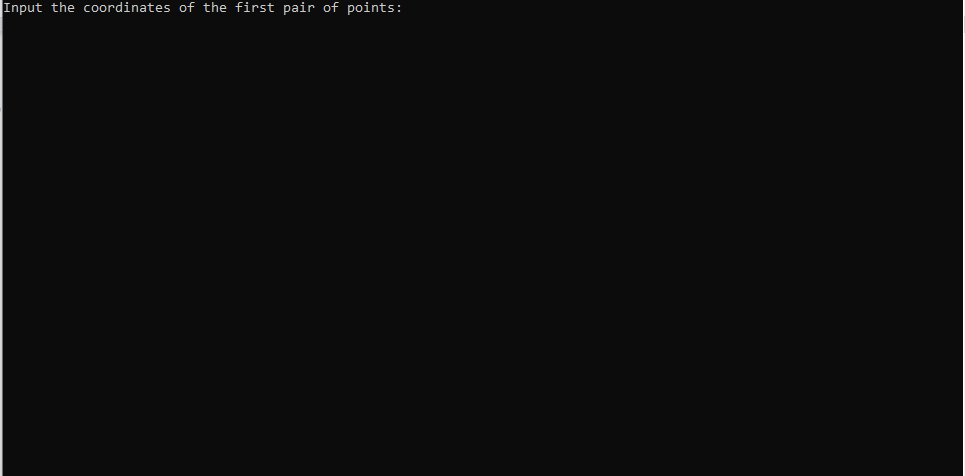 Input the coordinates of the first pair of points: